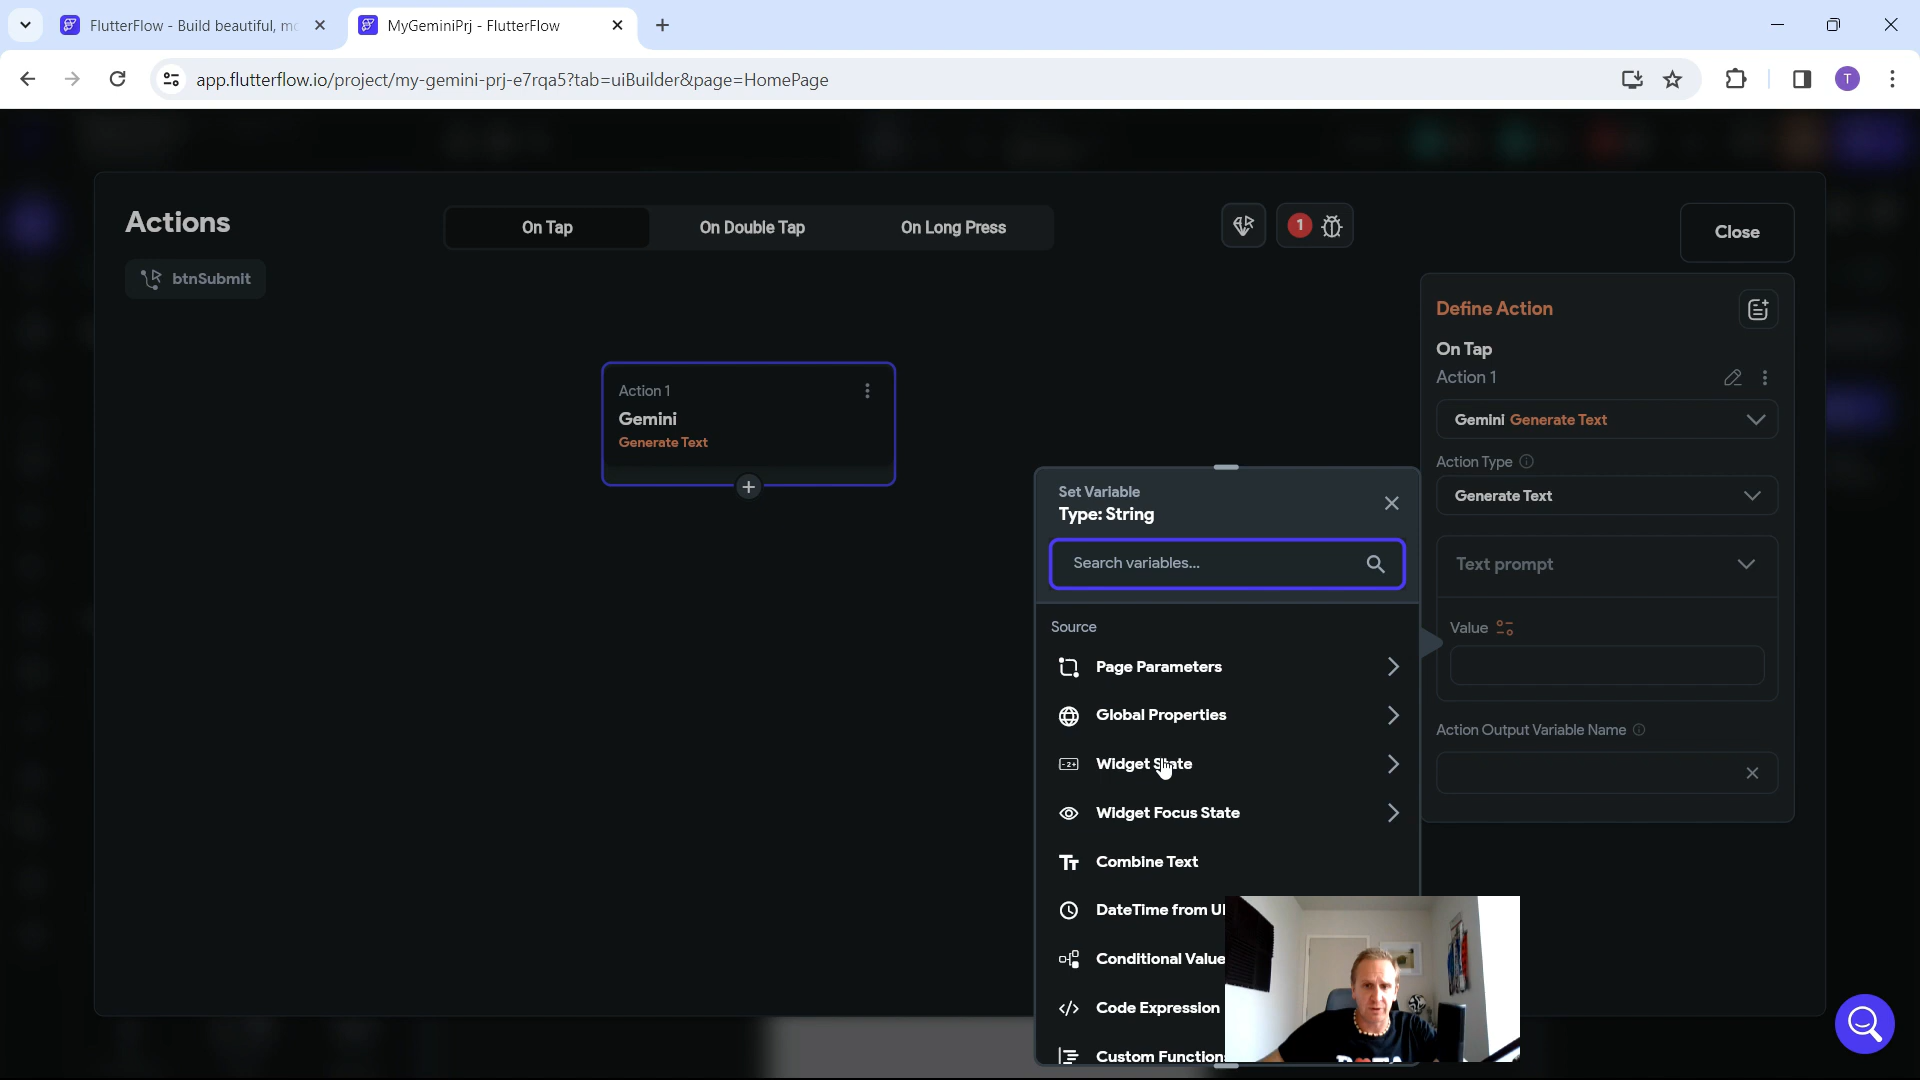 FlutterFlow - Build beautiful, mo
MyGeminiPrj - FlutterFlow
app.flutterflow.io/project/my-gemini-prj-e7rqa5?tab=uiBuilder&page=HomePage
T
Actions
On Tap
On Double Tap
On Long Press
1
Close
btnSubmit
Define Action
On Tap
Action 1
Gemini Generate Text
Action Type
Generate Text
Text prompt
Value
Action Output Variable Name
Action 1
Gemini
Generate Text
Set Variable
Type: String
Search variables...
Source
Page Parameters
Global Properties
Widget State
Widget Focus State
Combine Text
DateTime from
Conditional Value
Code Expression
Custom Functions